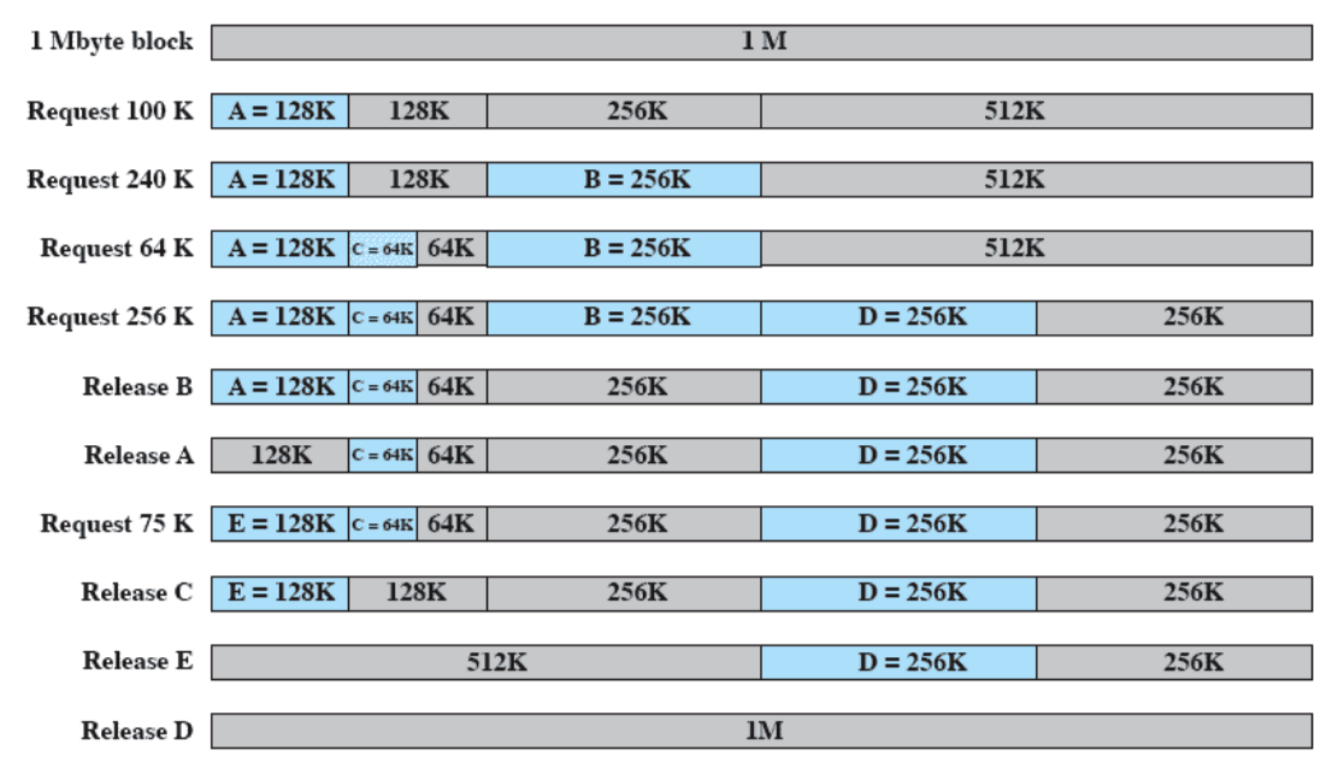 1 Mbyte block 1 M
Request 100 K A = 128K 128K 256K 512K
Request 240 K A = 128K 128K B = 256K 512K
Request 64 K A = 128K C = 64K 64K B = 256K 512K
Request 256 K A = 128K C = 64K 64K B = 256K D = 256K 256K
Release B A = 128K C = 64K 64K 256K D = 256K 256K
Release A 128K C = 64K 64K 256K D = 256K 256K
Request 75 K E = 128K C = 64K 64K 256K D = 256K 256K
Release C E = 128K 128K 256K D = 256K 256K
Release E 512K D = 256K 256K
Release D 1M